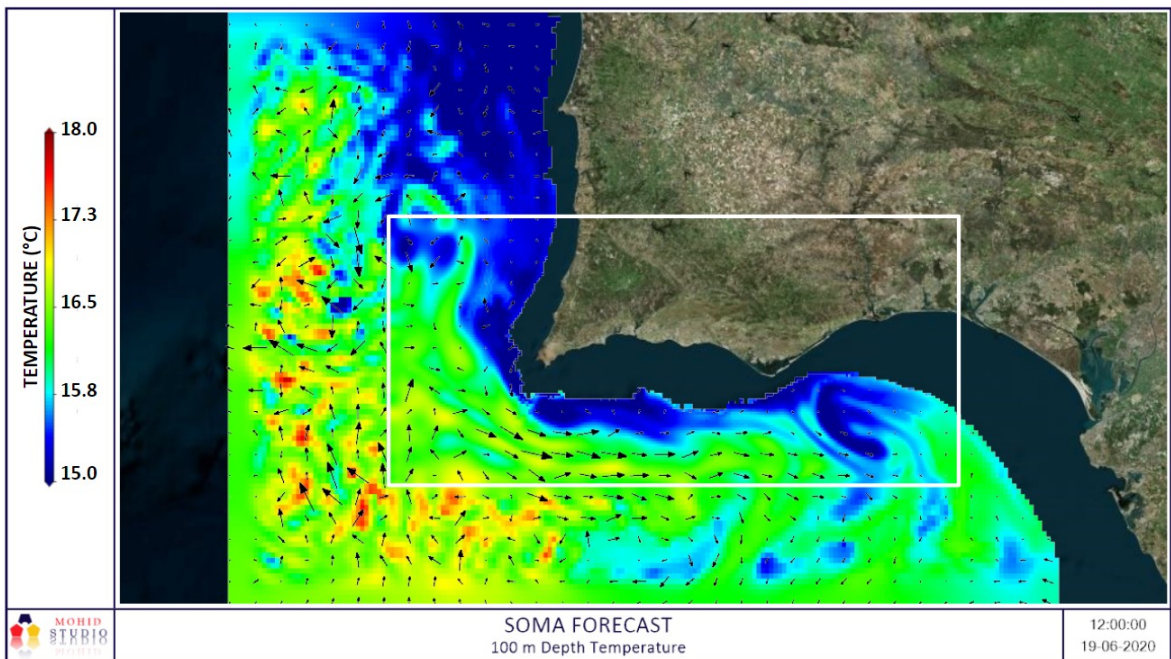 TEMPERATURE (°C)
18.0
17.3
16.5
15.8
15.0
MOHID
STUDIO
SOMA FORECAST
100 m Depth Temperature
12:00:00
19-06-2020